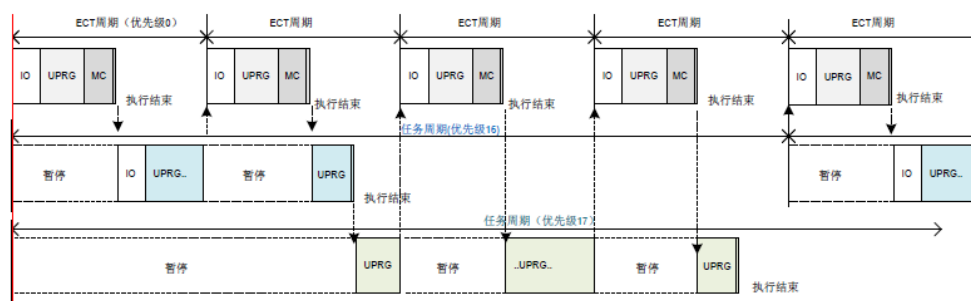 ECT周期（优先级0） ECT周期 ECT周期 ECT周期 ECT周期
IO UPRG MC IO UPRG MC IO UPRG MC IO UPRG MC IO UPRG MC
执行结束 执行结束 执行结束 执行结束 执行结束
任务周期(优先级16)
暂停 IO UPRG.. 暂停 UPRG 暂停 IO UPRG..
执行结束
任务周期（优先级17）
暂停 UPRG 暂停 ..UPRG.. 暂停 UPRG
执行结束